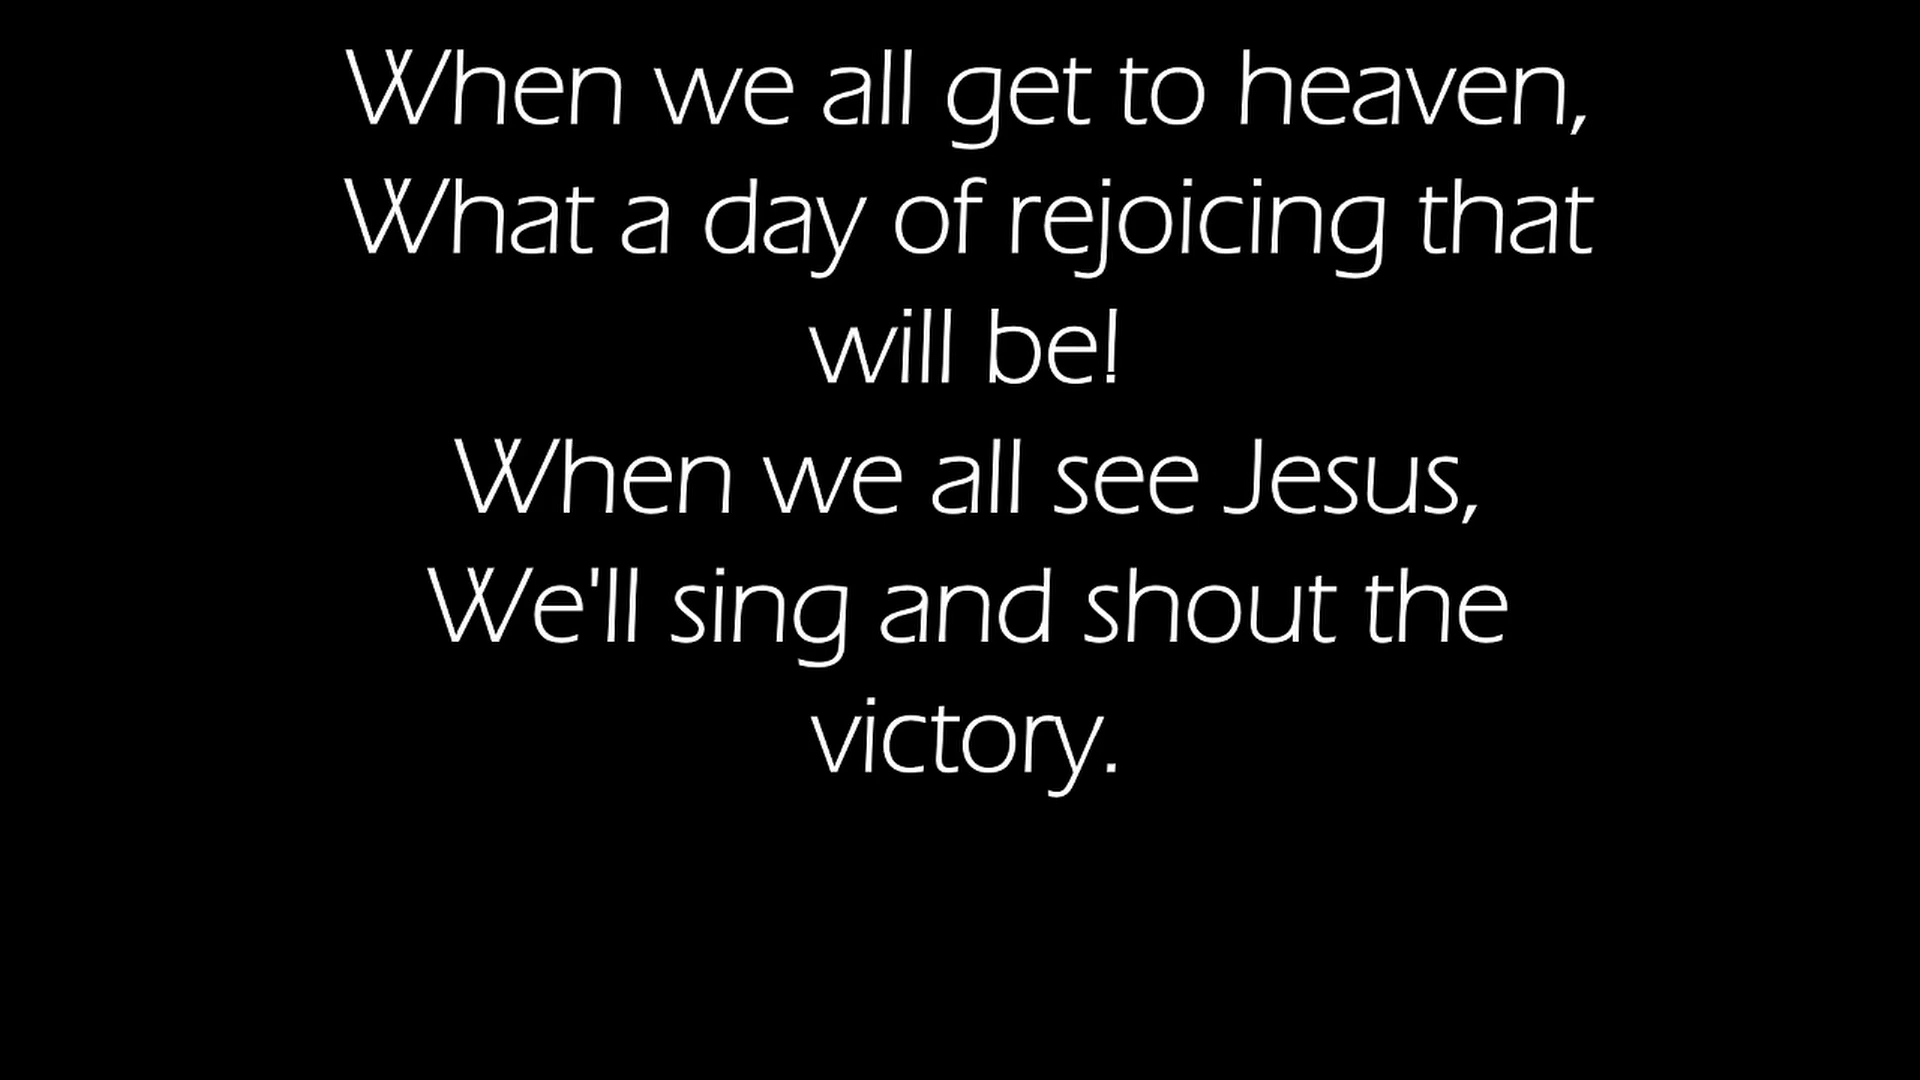 When we all get to heaven,
What a day of rejoicing that
will be!
When we all see Jesus,
We'll sing and shout the
victory.